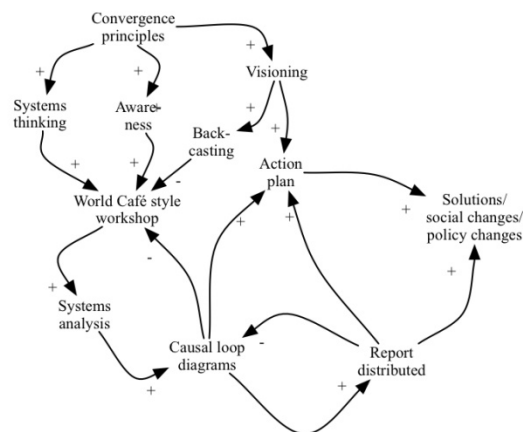 Convergence
principles
+
+
+
+
Visioning
Systems
thinking
Aware-
ness
+
+
Back-
casting
+
+
-
Action
plan
World Café style
workshop
+
Solutions/
social changes/
policy changes
+
+
-
+
+
Systems
analysis
Causal loop
diagrams
-
Report
distributed
+
+